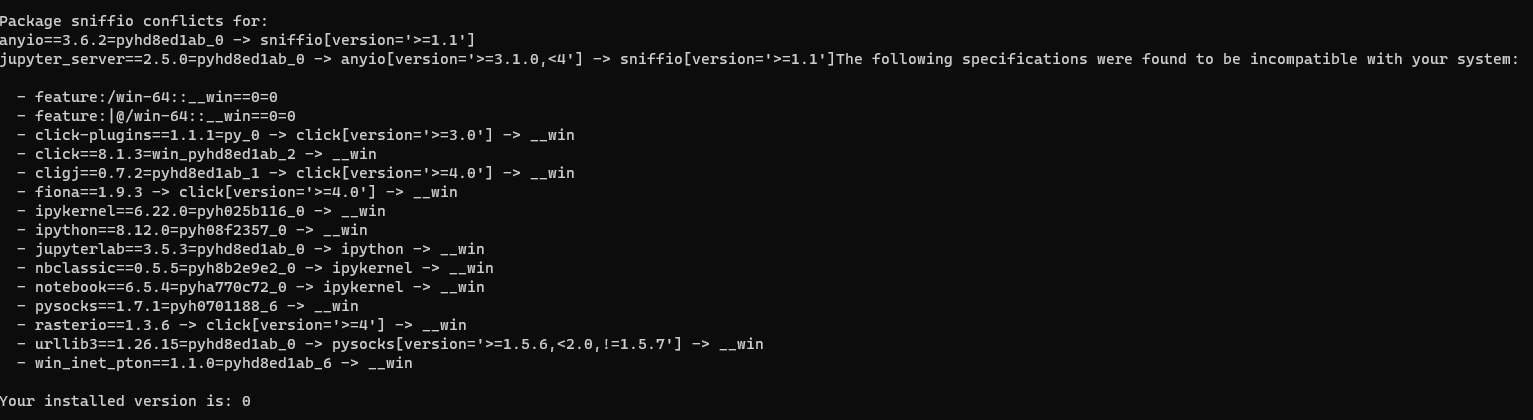 Package sniffio conflicts for:
anyio==3.6.2=pyhd8ed1ab_0 -> sniffio[version='>=1.1']
jupyter_server==2.5.0=pyhd8ed1ab_0 -> anyio[version='>=3.1.0,<4'] -> sniffio[version='>=1.1']The following specifications were found to be incompatible with your system:

  - feature:/win-64::__win==0=0
  - feature:|@/win-64::__win==0=0
  - click-plugins==1.1.1=py_0 -> click[version='>=3.0'] -> __win
  - click==8.1.3=win_pyhd8ed1ab_2 -> __win
  - cligj==0.7.2=pyhd8ed1ab_1 -> click[version='>=4.0'] -> __win
  - fiona==1.9.3 -> click[version='>=4.0'] -> __win
  - ipykernel==6.22.0=pyh025b116_0 -> __win
  - ipython==8.12.0=pyh08f2357_0 -> __win
  - jupyterlab==3.5.3=pyhd8ed1ab_0 -> ipython -> __win
  - nbclassic==0.5.5=pyh8b2e9e2_0 -> ipykernel -> __win
  - notebook==6.5.4=pyha770c72_0 -> ipykernel -> __win
  - pysocks==1.7.1=pyh0701188_6 -> __win
  - rasterio==1.3.6 -> click[version='>=4'] -> __win
  - urllib3==1.26.15=pyhd8ed1ab_0 -> pysocks[version='>=1.5.6,<2.0,!=1.5.7'] -> __win
  - win_inet_pton==1.1.0=pyhd8ed1ab_6 -> __win

Your installed version is: 0